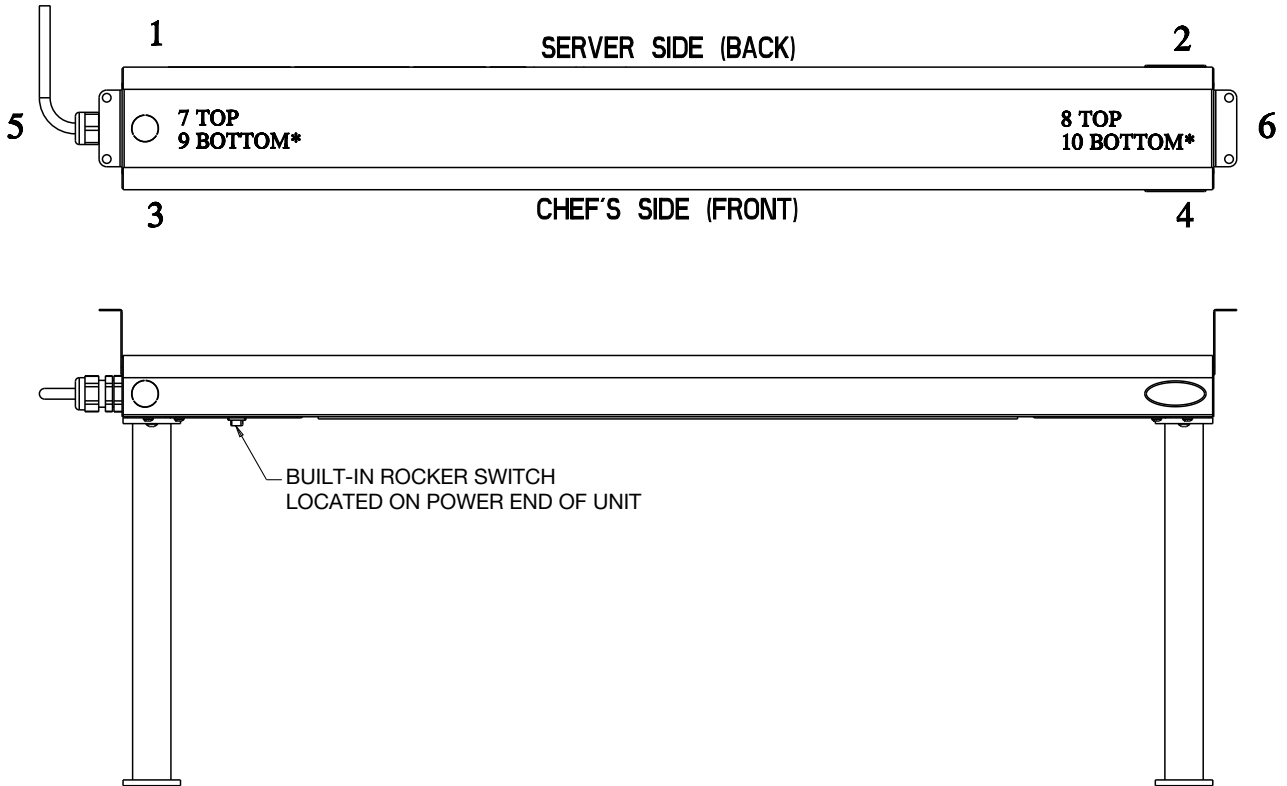 1
2
SERVER SIDE (BACK)
5
7 TOP
9 BOTTOM*
8 TOP
10 BOTTOM*
6
3
CHEF'S SIDE (FRONT)
4
BUILT-IN ROCKER SWITCH
LOCATED ON POWER END OF UNIT